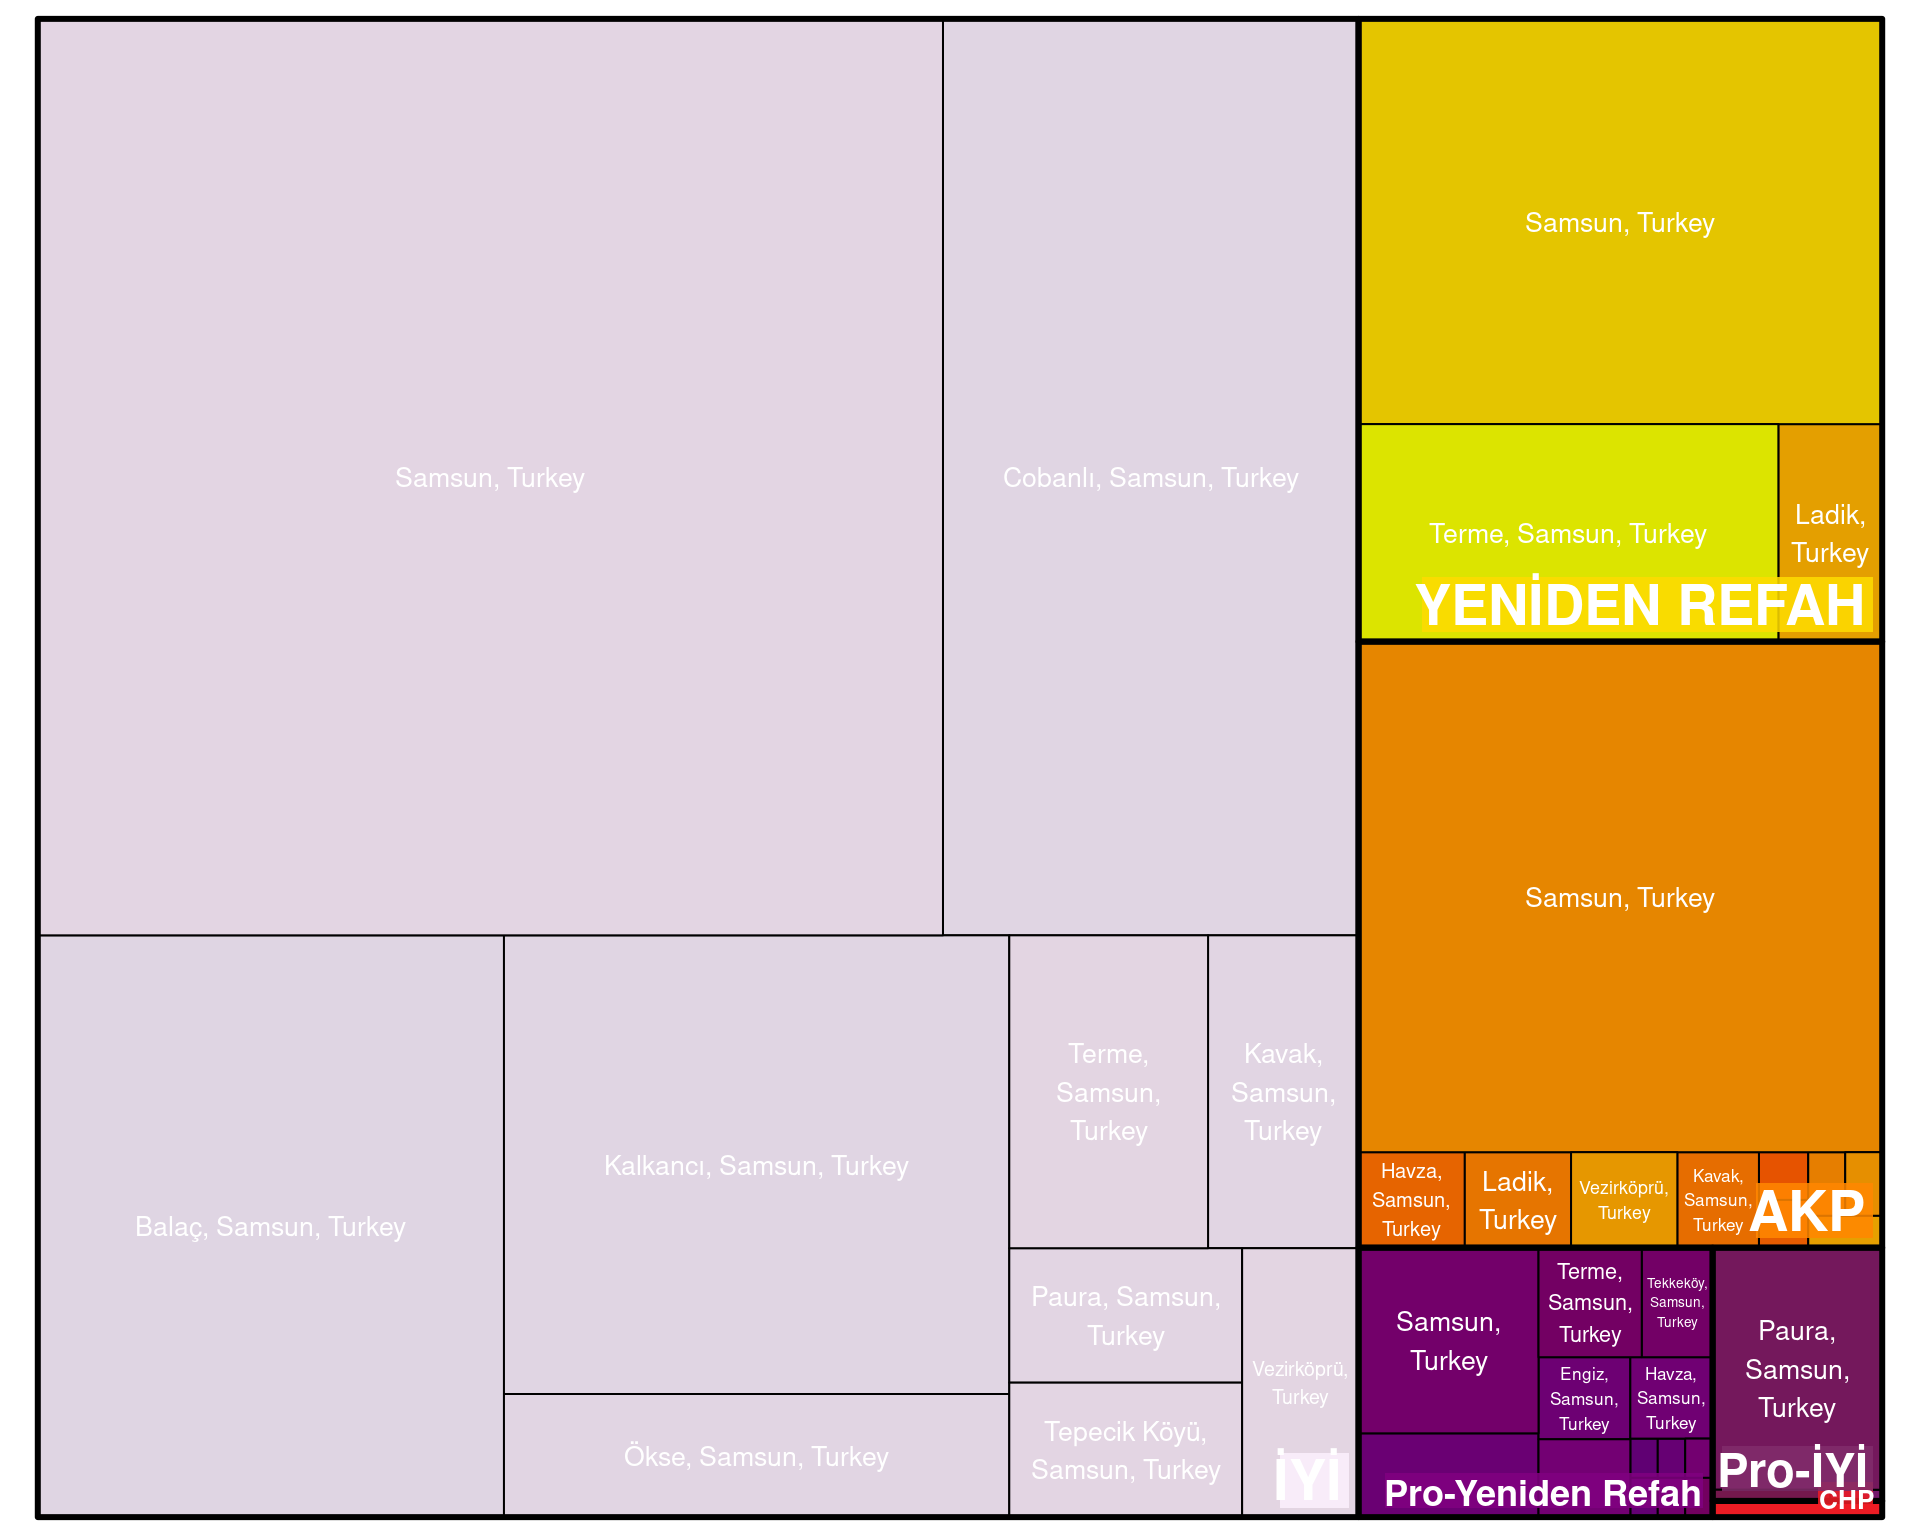 Samsun, Turkey
Cobanlı, Samsun, Turkey
Balaç, Samsun, Turkey
Kalkancı, Samsun, Turkey
Ökse, Samsun, Turkey
Terme,
Samsun,
Turkey
Kavak,
Samsun,
Turkey
Paura, Samsun,
Turkey
Tepecik Köyü,
Samsun, Turkey
Vezirköprü,
Turkey
İYİ
Samsun, Turkey
Terme, Samsun, Turkey
Ladik,
Turkey
YENİDEN REFAH
Samsun, Turkey
Havza,
Samsun,
Turkey
Ladik,
Turkey
Vezirköprü,
Turkey
Kavak,
Samsun,
Turkey
AKP
Samsun,
Turkey
Terme,
Samsun,
Turkey
Tekkeköy,
Samsun,
Turkey
Engiz,
Samsun,
Turkey
Havza,
Samsun,
Turkey
Pro-Yeniden Refah
Paura,
Samsun,
Turkey
Pro-İYİ
CHP